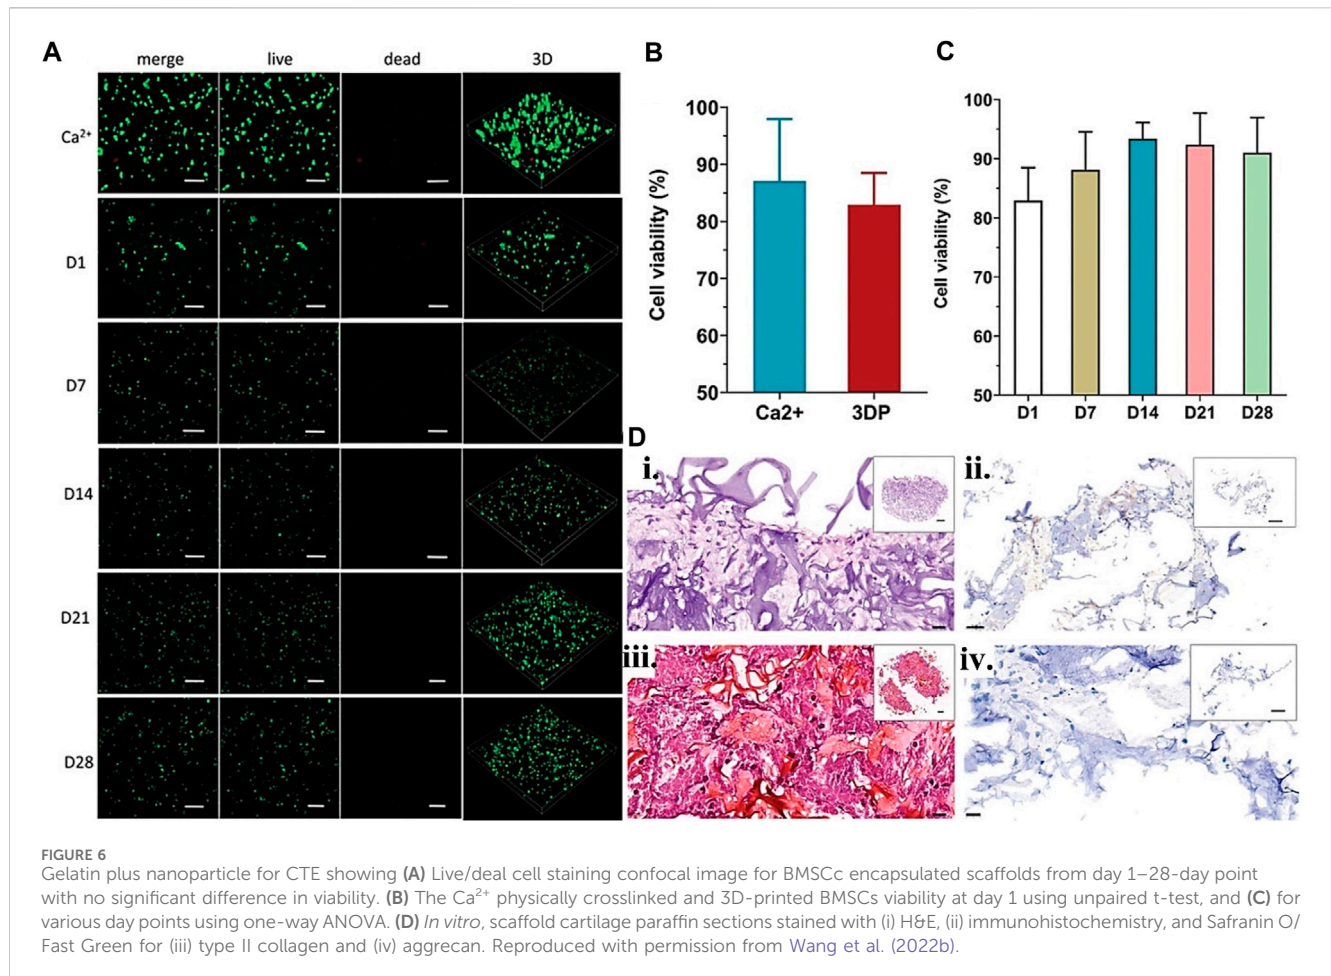 A
merge live dead 3D
Ca²⁺
D1
D7
D14
D21
D28
B
100
90
80
70
60
50
Cell viability (%)
Ca2+ 3DP
C
100
90
80
70
60
50
Cell viability (%)
D1 D7 D14 D21 D28
D
i.
ii.
iii.
iv.
FIGURE 6
Gelatin plus nanoparticle for CTE showing (A) Live/deal cell staining confocal image for BMSCc encapsulated scaffolds from day 1–28-day point
with no significant difference in viability. (B) The Ca²⁺ physically crosslinked and 3D-printed BMSCs viability at day 1 using unpaired t-test, and (C) for
various day points using one-way ANOVA. (D) In vitro, scaffold cartilage paraffin sections stained with (i) H&E, (ii) immunohistochemistry, and Safranin O/
Fast Green for (iii) type II collagen and (iv) aggrecan. Reproduced with permission from Wang et al. (2022b).